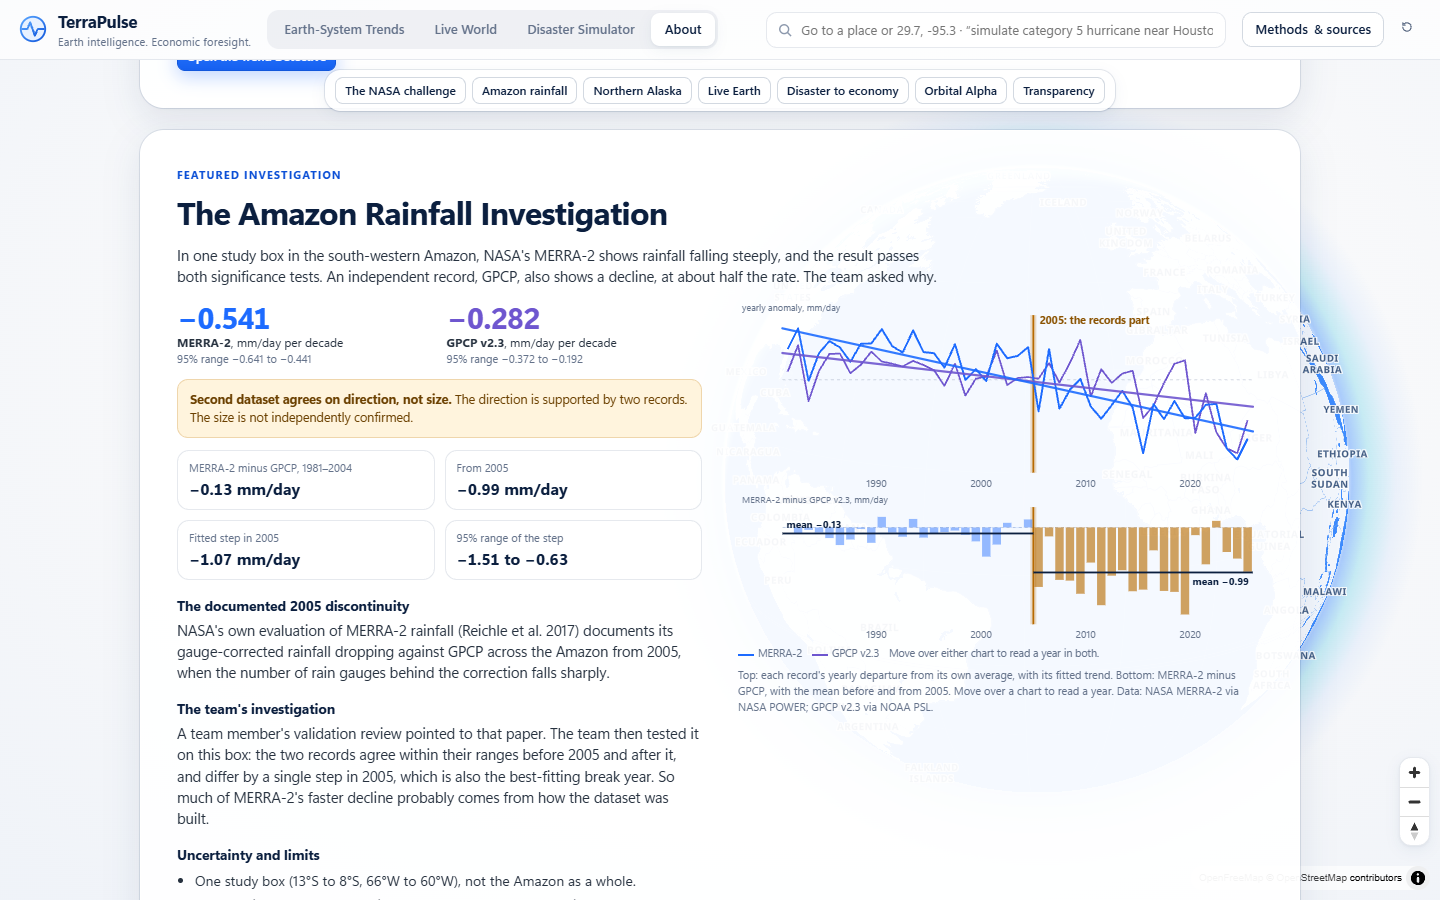 TerraPulse
Earth intelligence. Economic foresight.
Earth-System Trends
Live World
Disaster Simulator
About
Go to a place or 29.7, -95.3 · "simulate category 5 hurricane near Housto
Methods & sources
The NASA challenge
Amazon rainfall
Northern Alaska
Live Earth
Disaster to economy
Orbital Alpha
Transparency
FEATURED INVESTIGATION
The Amazon Rainfall Investigation
In one study box in the south-western Amazon, NASA's MERRA-2 shows rainfall falling steeply, and the result passes
both significance tests. An independent record, GPCP, also shows a decline, at about half the rate. The team asked why.
−0.541
MERRA-2, mm/day per decade
95% range −0.641 to −0.441
−0.282
GPCP v2.3, mm/day per decade
95% range −0.372 to −0.192
Second dataset agrees on direction, not size. The direction is supported by two records.
The size is not independently confirmed.
MERRA-2 minus GPCP, 1981–2004
−0.13 mm/day
From 2005
−0.99 mm/day
Fitted step in 2005
−1.07 mm/day
95% range of the step
−1.51 to −0.63
The documented 2005 discontinuity
NASA's own evaluation of MERRA-2 rainfall (Reichle et al. 2017) documents its
gauge-corrected rainfall dropping against GPCP across the Amazon from 2005,
when the number of rain gauges behind the correction falls sharply.
The team's investigation
A team member's validation review pointed to that paper. The team then tested it
on this box: the two records agree within their ranges before 2005 and after it,
and differ by a single step in 2005, which is also the best-fitting break year. So
much of MERRA-2's faster decline probably comes from how the dataset was
built.
Uncertainty and limits
• One study box (13°S to 8°S, 66°W to 60°W), not the Amazon as a whole.
yearly anomaly, mm/day
2005: the records part
1990
2000
2010
2020
MERRA-2 minus GPCP v2.3, mm/day
mean −0.13
mean −0.99
1990
2000
2010
2020
MERRA-2
GPCP v2.3
Move over either chart to read a year in both.
Top: each record's yearly departure from its own average, with its fitted trend. Bottom: MERRA-2 minus
GPCP, with the mean before and from 2005. Move over a chart to read a year. Data: NASA MERRA-2 via
NASA POWER; GPCP v2.3 via NOAA PSL.
SAUDI
ARABIA
YEMEN
ETHIOPIA
SOUTH
SUDAN
KENYA
MALAWI
OpenFreeMap © OpenStreetMap contributors